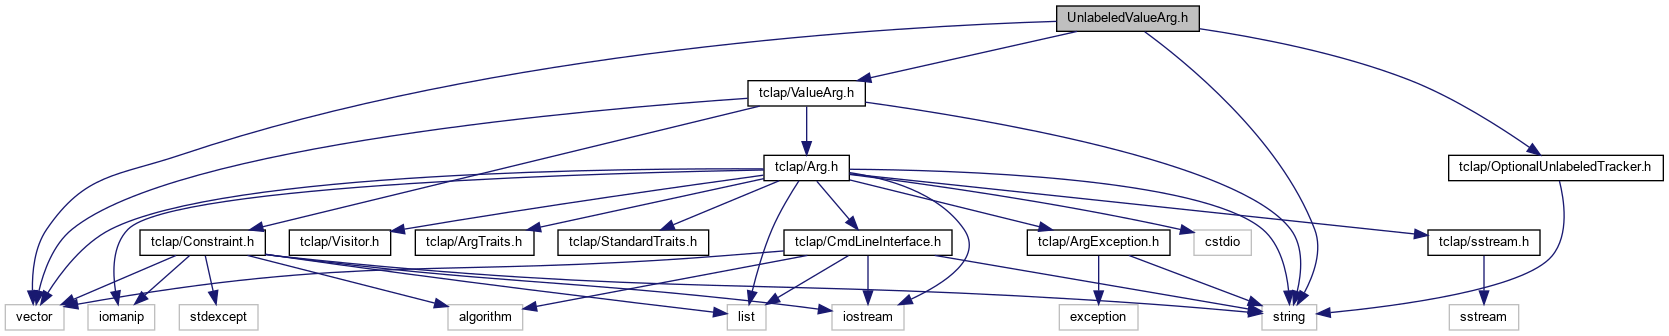 UnlabeledValueArg.h
tclap/ValueArg.h
tclap/Arg.h
tclap/OptionalUnlabeledTracker.h
tclap/Constraint.h
tclap/Visitor.h
tclap/ArgTraits.h
tclap/StandardTraits.h
tclap/CmdLineInterface.h
tclap/ArgException.h
cstdio
tclap/sstream.h
vector
iomanip
stdexcept
algorithm
list
iostream
exception
string
sstream